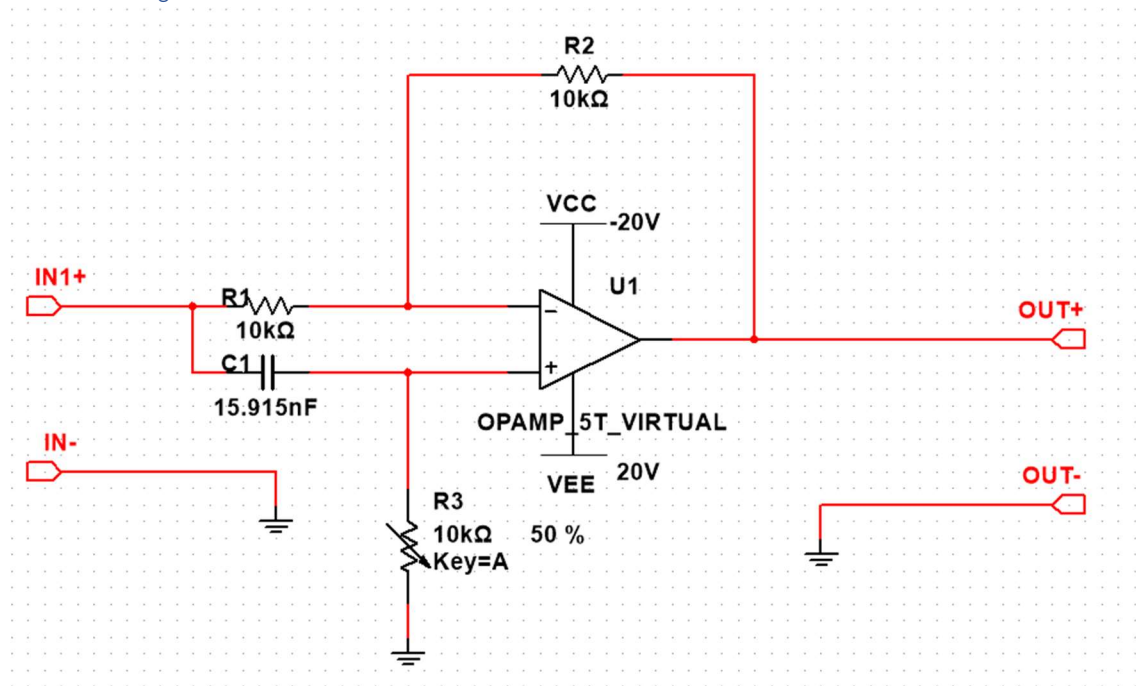 R2
10kΩ
VCC
-20V
IN1+
R1
10kΩ
U1
OUT+
−
+
C1
15.915nF
OPAMP_5T_VIRTUAL
IN-
VEE
20V
OUT-
R3
10kΩ 50 %
Key=A